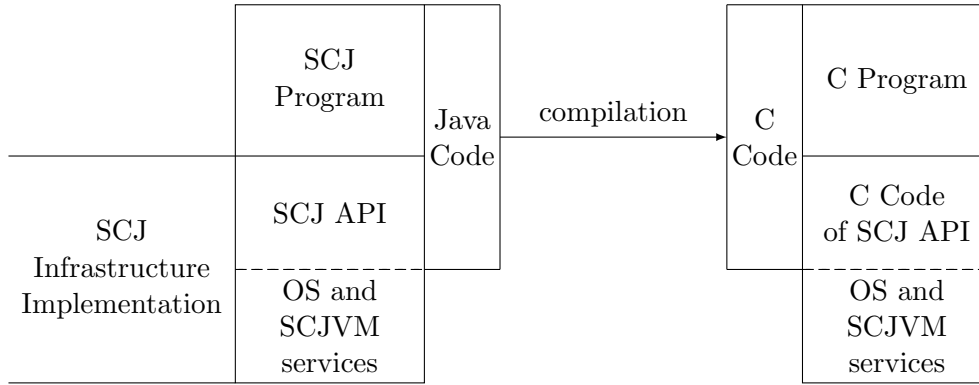 SCJ
Program
Java
Code
compilation
C
Code
C Program
SCJ
Infrastructure
Implementation
SCJ API
C Code
of SCJ API
OS and
SCJVM
services
OS and
SCJVM
services